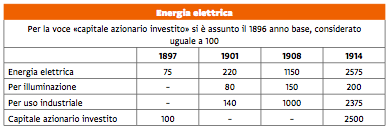 Energia elettrica
Per la voce «capitale azionario investito» si è assunto il 1896 anno base, considerato
uguale a 100
1897 1901 1908 1914
Energia elettrica 75 220 1150 2575
Per illuminazione - 80 150 200
Per uso industriale - 140 1000 2375
Capitale azionario investito 100 - - 2500